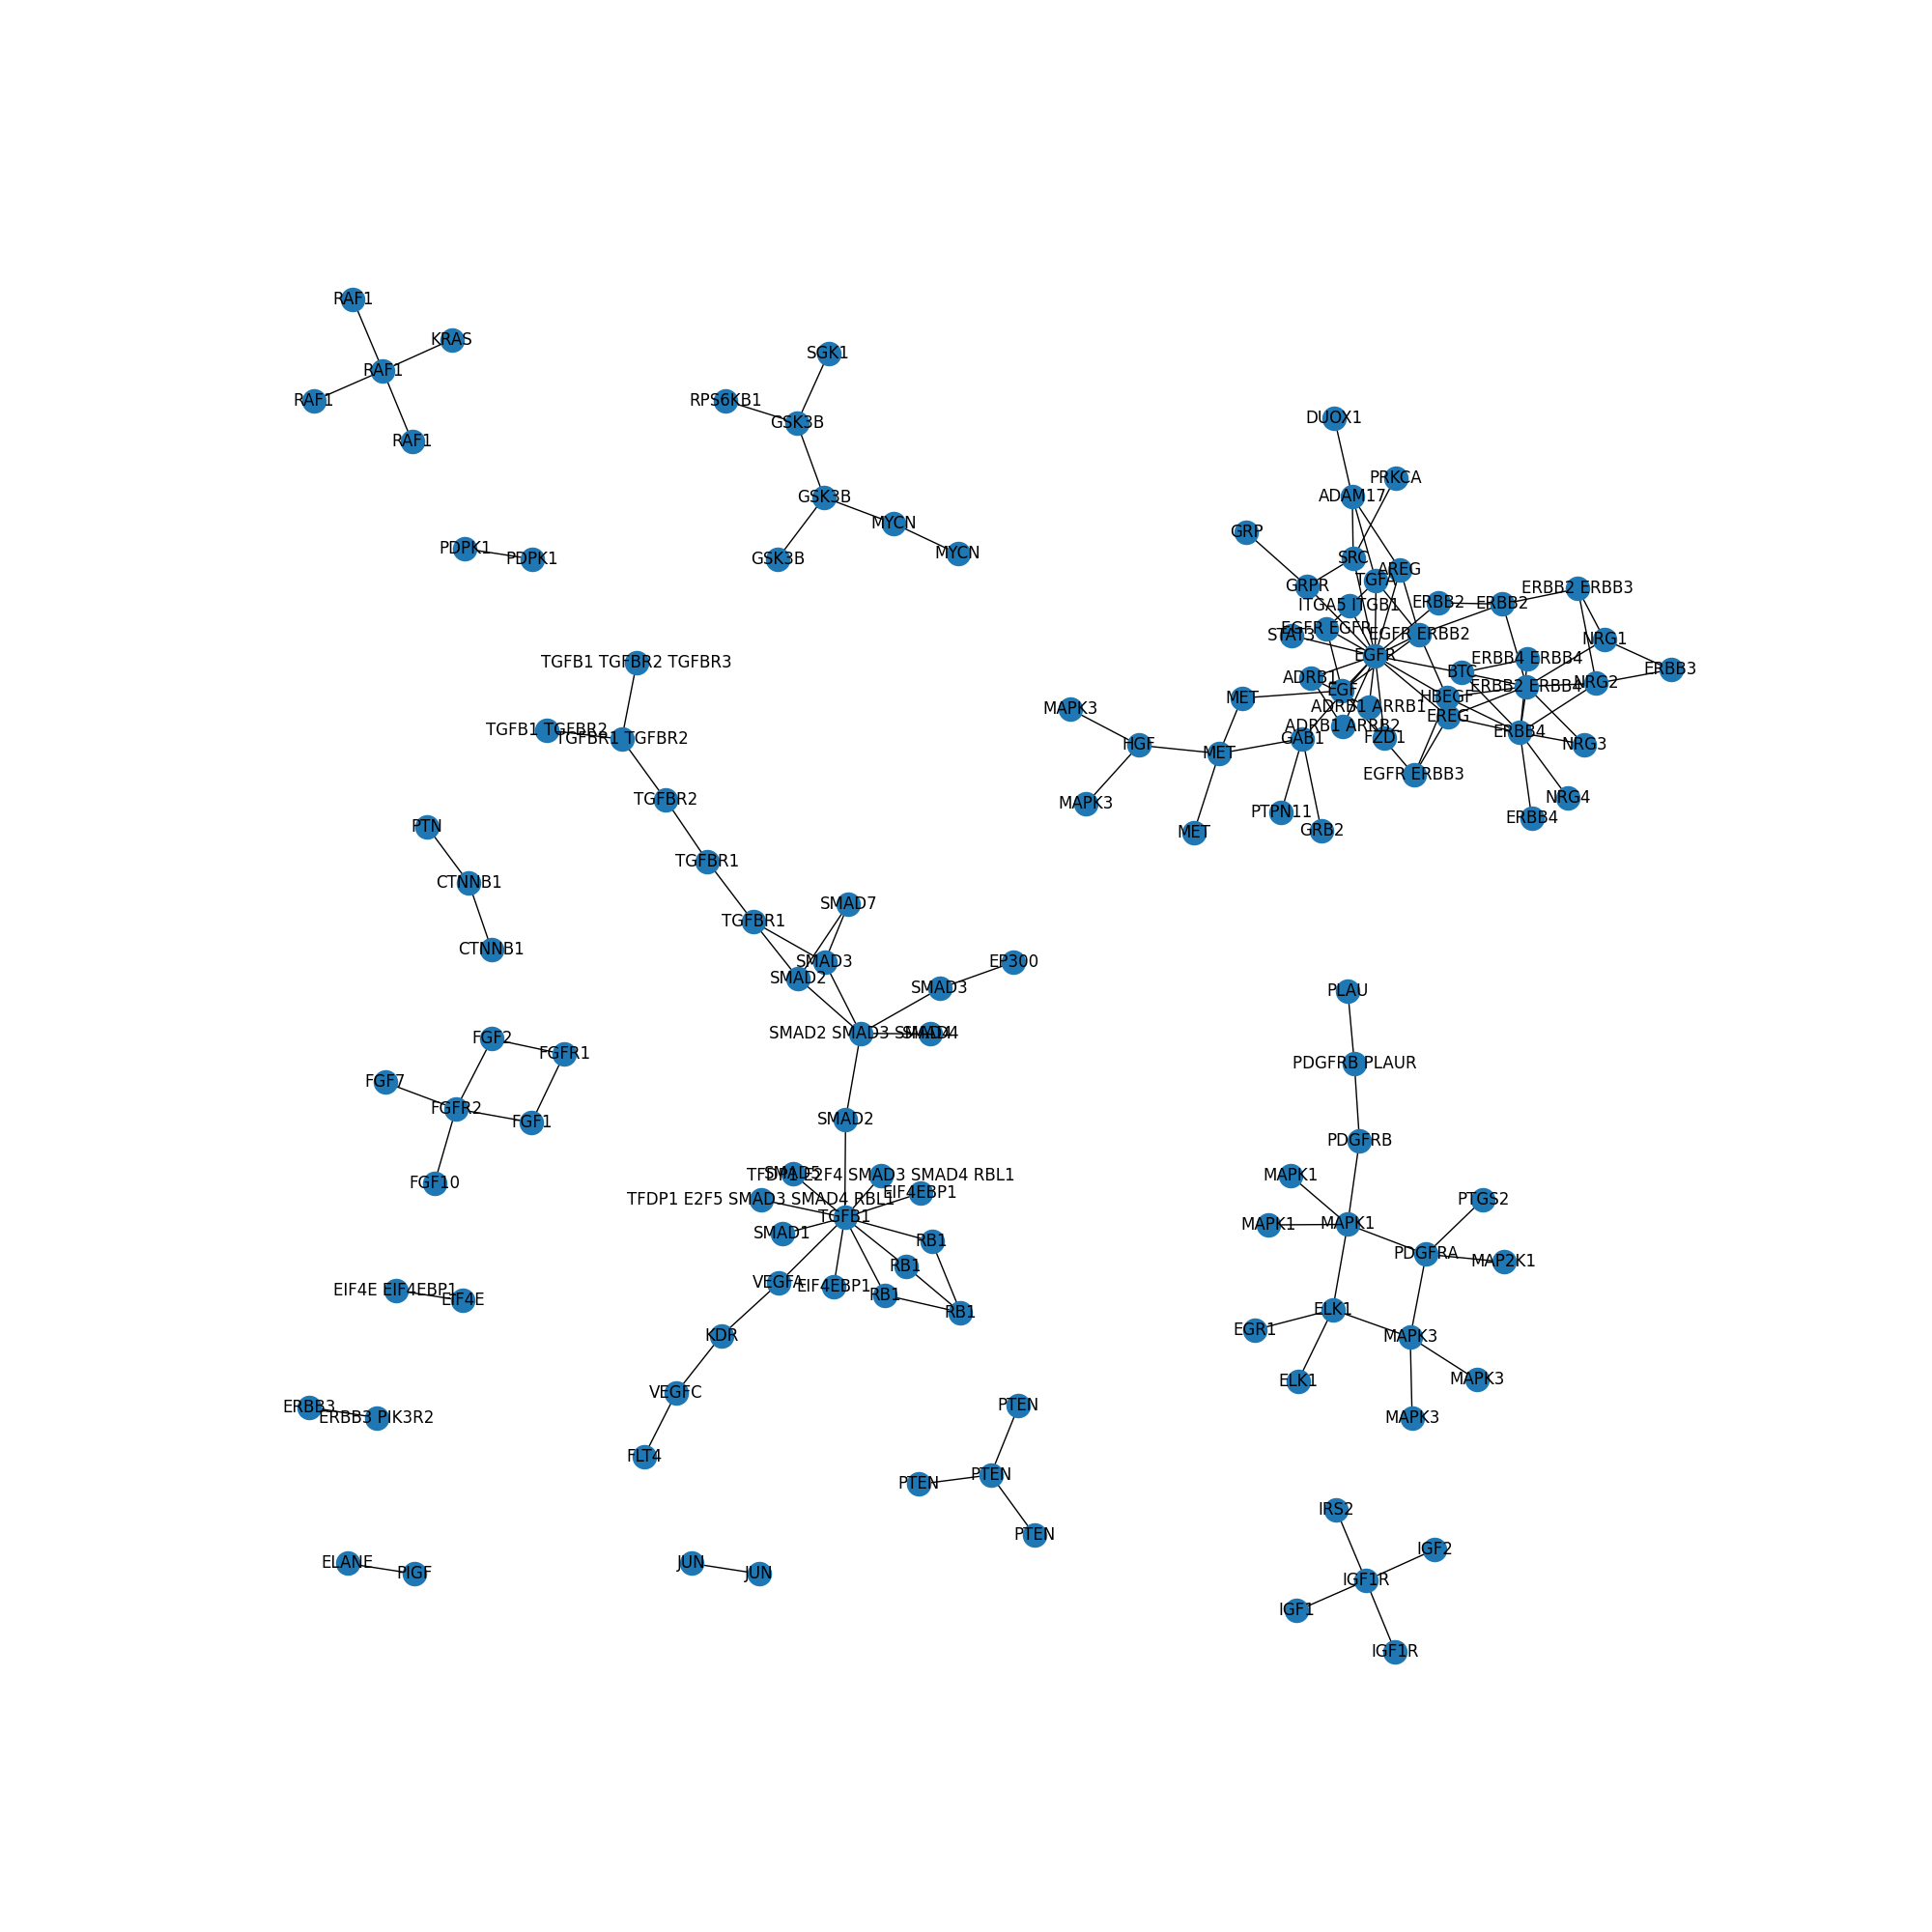 RAF1
KRAS
RAF1
RAF1
RAF1
SGK1
RPS6KB1
GSK3B
GSK3B
MYCN
MYCN
GSK3B
PDPK1
PDPK1
DUOX1
PRKCA
ADAM17
GRP
SRC
AREG
TGFA
GRPR
ITGA5 ITGB1
ERBB2
ERBB2
ERBB2 ERBB3
EGFR EGFR
STAT3
EGFR ERBB2
NRG1
EGFR
ERBB4 ERBB4
ERBB3
BTC
ADRB1
NRG2
ERBB2 ERBB4
EGF
MET
HBEGF
ADRB1 ARRB1
EREG
ADRB1 ARRB2
MAPK3
ERBB4
GAB1
FZD1
HGF
NRG3
MET
EGFR ERBB3
NRG4
MAPK3
PTPN11
ERBB4
GRB2
MET
TGFB1 TGFBR2 TGFBR3
TGFB1 TGFBR2
TGFBR1 TGFBR2
TGFBR2
PTN
TGFBR1
CTNNB1
SMAD7
TGFBR1
CTNNB1
SMAD3
EP300
SMAD2
SMAD3
PLAU
SMAD2 SMAD3 SMAD4
SMAD4
FGF2
FGFR1
PDGFRB PLAUR
FGF7
FGFR2
FGF1
SMAD2
PDGFRB
SMAD5
TFDP1 E2F4 SMAD3 SMAD4 RBL1
MAPK1
FGF10
EIF4EBP1
TFDP1 E2F5 SMAD3 SMAD4 RBL1
PTGS2
TGFB1
MAPK1
MAPK1
SMAD1
RB1
PDGFRA
MAP2K1
RB1
VEGFA
EIF4EBP1
EIF4E EIF4EBP1
RB1
EIF4E
RB1
ELK1
EGR1
KDR
MAPK3
ELK1
MAPK3
VEGFC
PTEN
ERBB3
ERBB3 PIK3R2
MAPK3
FLT4
PTEN
PTEN
IRS2
PTEN
IGF2
ELANE
PIGF
JUN
JUN
IGF1R
IGF1
IGF1R